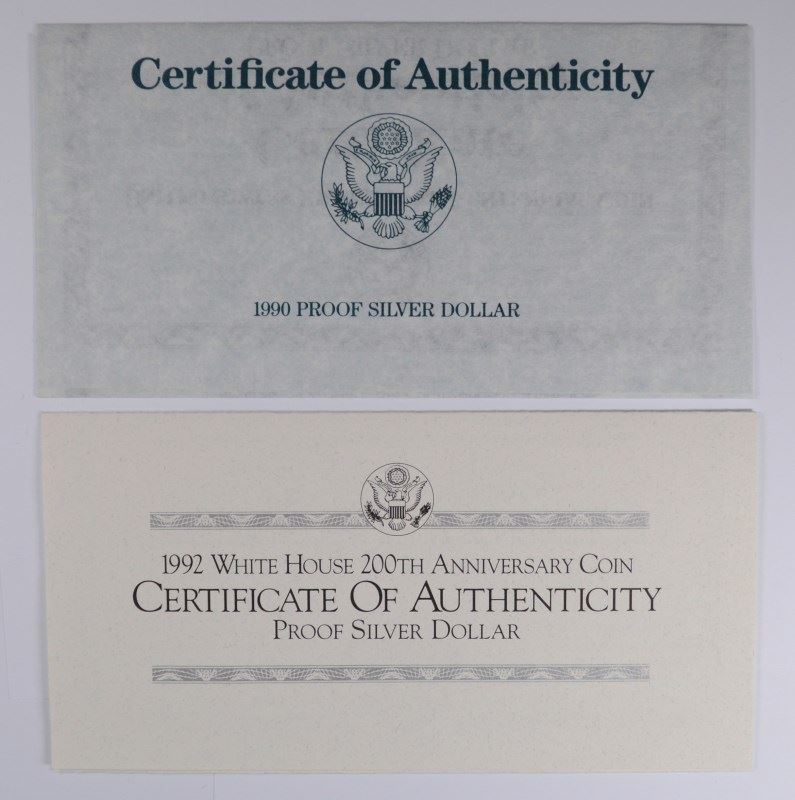 Certificate of Authenticity
1990 PROOF SILVER DOLLAR
1992 WHITE HOUSE 200TH ANNIVERSARY COIN
CERTIFICATE OF AUTHENTICITY
PROOF SILVER DOLLAR